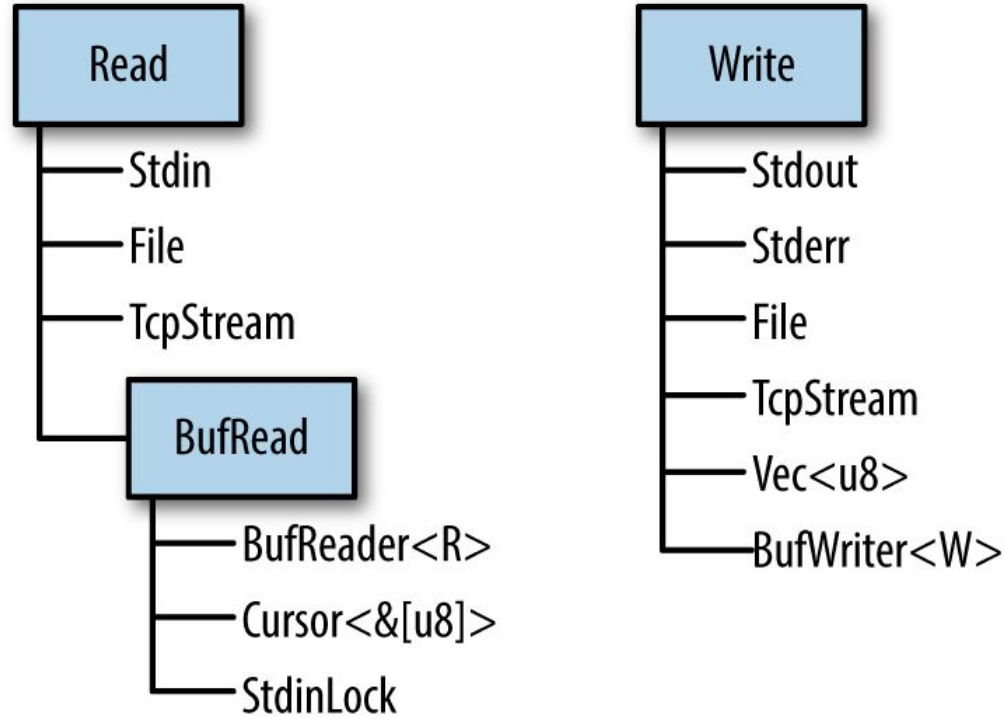 Read
Stdin
File
TcpStream
BufRead
BufReader<R>
Cursor<&[u8]>
StdinLock
Write
Stdout
Stderr
File
TcpStream
Vec<u8>
BufWriter<W>